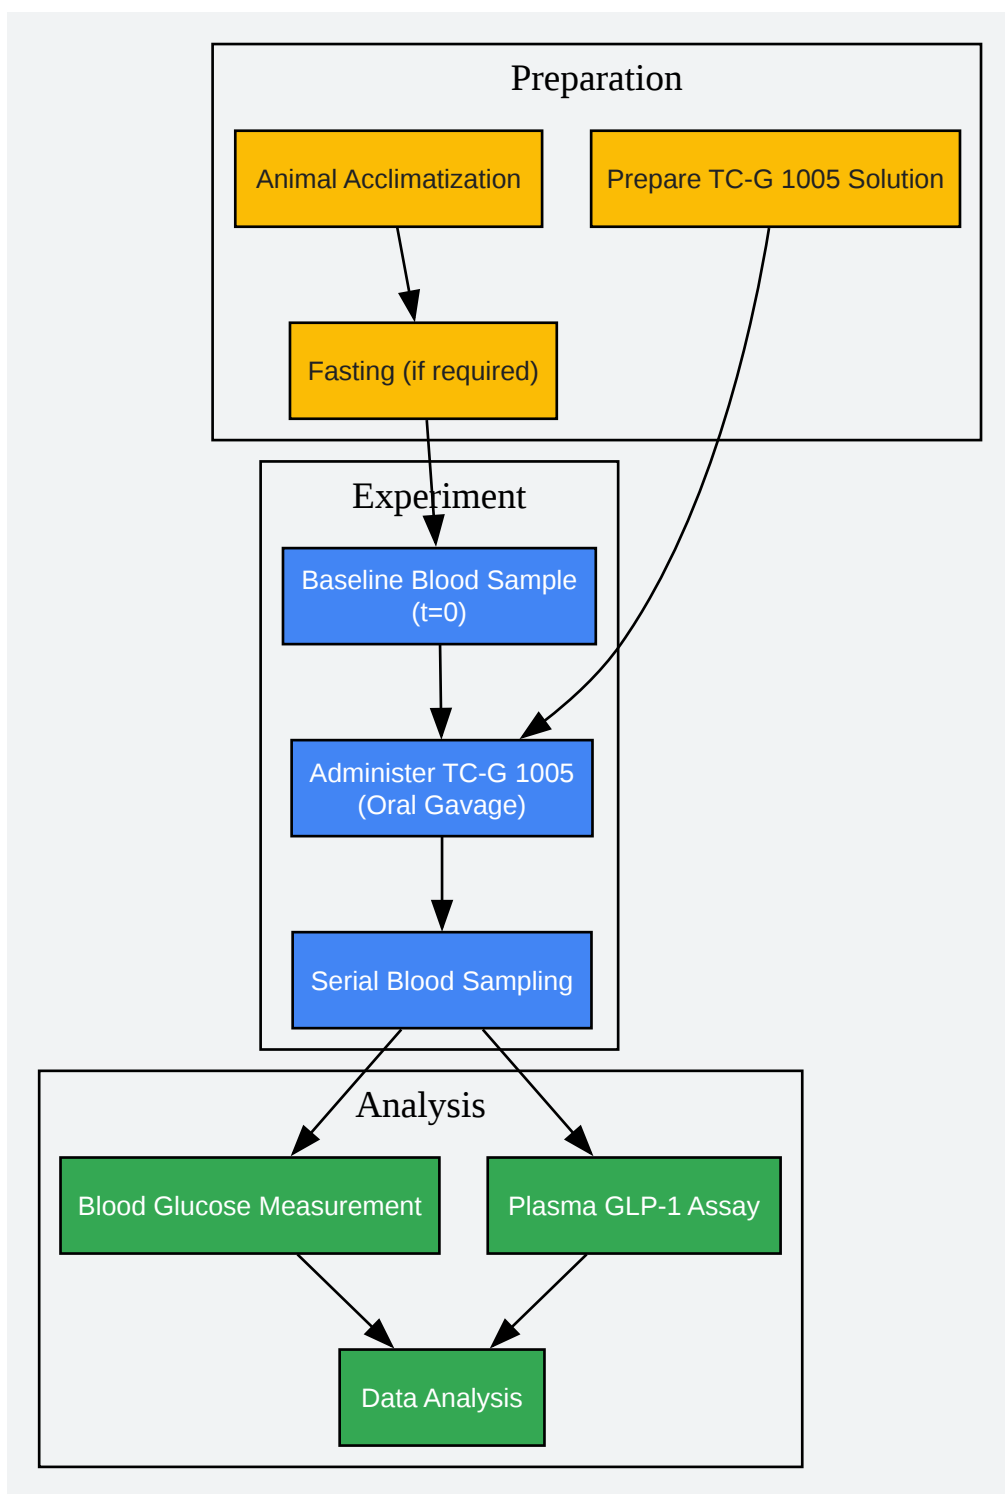 Preparation
Animal Acclimatization
Prepare TC-G 1005 Solution
Fasting (if required)
Experiment
Baseline Blood Sample
(t=0)
Administer TC-G 1005
(Oral Gavage)
Serial Blood Sampling
Analysis
Blood Glucose Measurement
Plasma GLP-1 Assay
Data Analysis